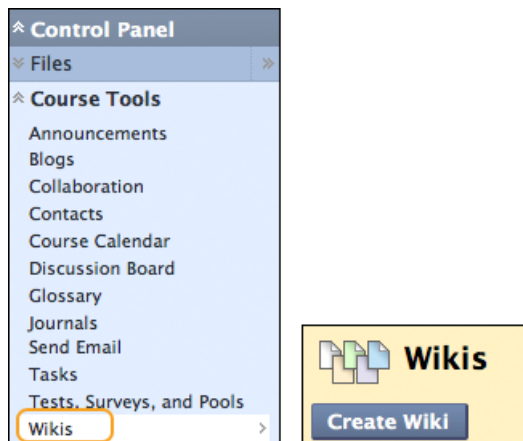 Control Panel
Files
Course Tools
Announcements
Blogs
Collaboration
Contacts
Course Calendar
Discussion Board
Glossary
Journals
Send Email
Tasks
Tests, Surveys, and Pools
Wikis
Wikis
Create Wiki